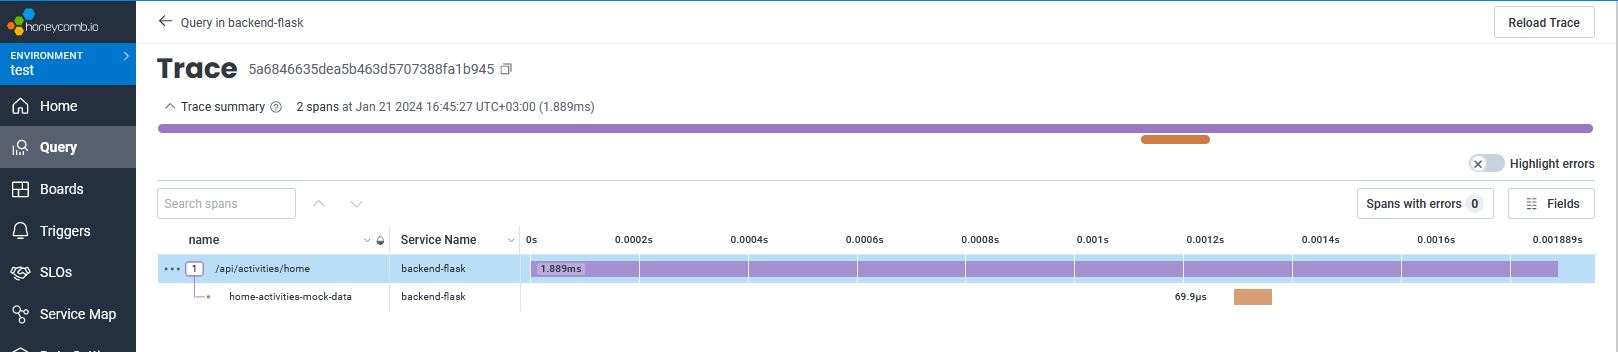 honeycomb.io
ENVIRONMENT
test
Home
Query
Boards
Triggers
SLOs
Service Map
Query in backend-flask
Reload Trace
Trace 5a6846635dea5b463d5707388fa1b945
Trace summary 2 spans at Jan 21 2024 16:45:27 UTC+03:00 (1.889ms)
Highlight errors
Search spans
Spans with errors 0
Fields
name Service Name 0s 0.0002s 0.0004s 0.0006s 0.0008s 0.001s 0.0012s 0.0014s 0.0016s 0.001889s
1 /api/activities/home backend-flask 1.889ms
home-activities-mock-data backend-flask 69.9μs